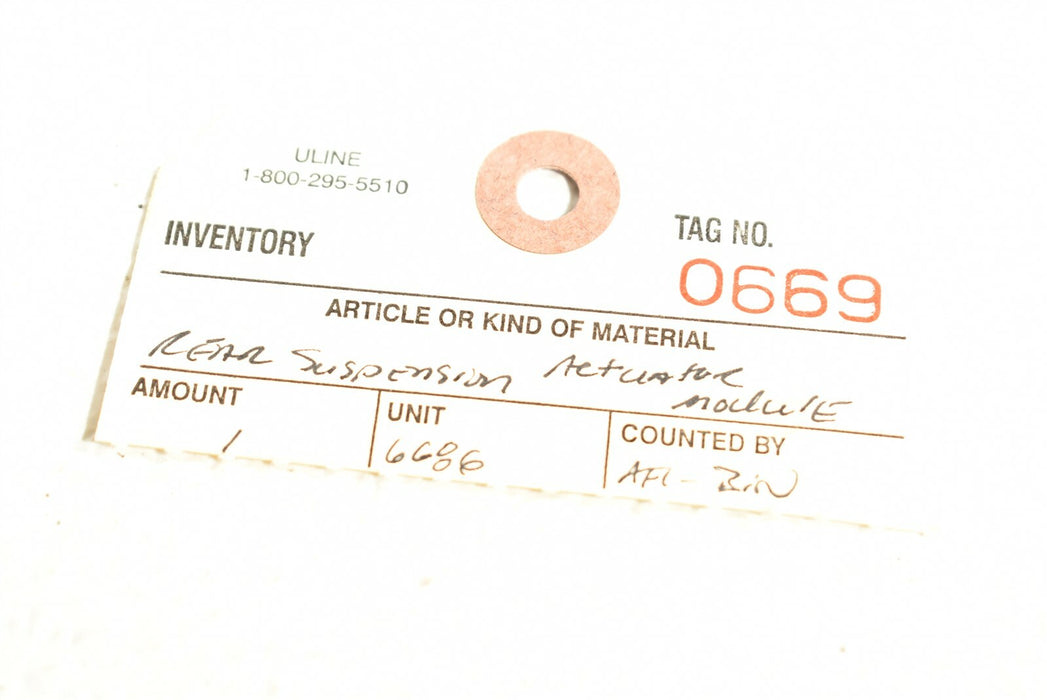 ULINE
1-800-295-5510
INVENTORY
TAG NO.
0669
ARTICLE OR KIND OF MATERIAL
REAR SUSPENSION ACTUATOR
MODULE
AMOUNT
1
UNIT
6686
COUNTED BY
BIN